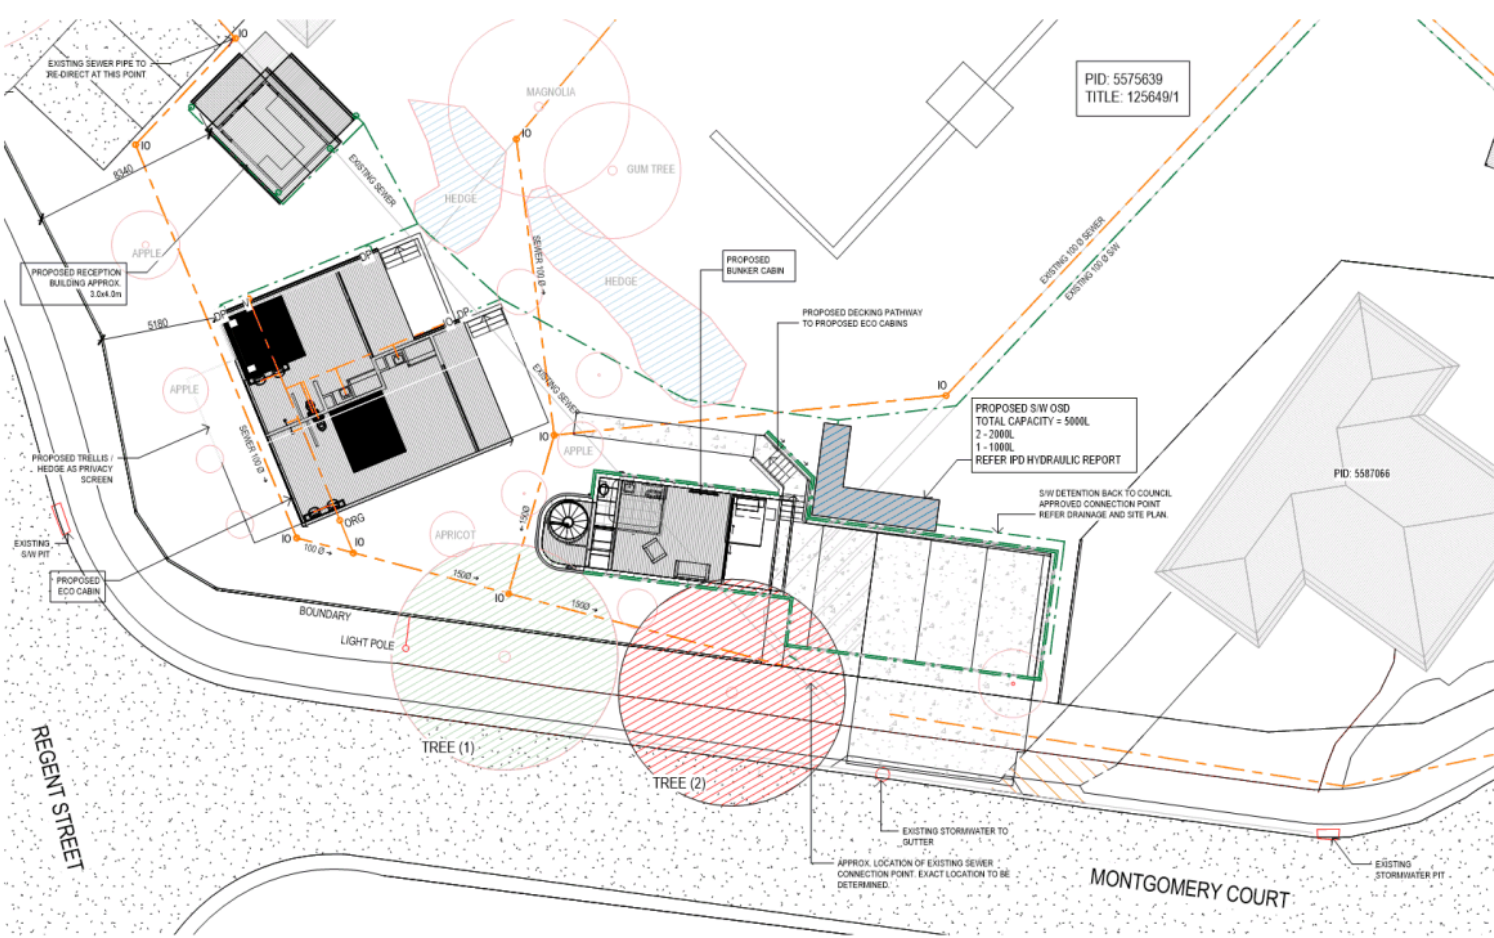 IO
EXISTING SEWER PIPE TO
RE-DIRECT AT THIS POINT
IO
8340
MAGNOLIA
IO
GUM TREE
PID: 5575639
TITLE: 125649/1
EXISTING SEWER
HEDGE
APPLE
PROPOSED RECEPTION
BUILDING APPROX.
3.0x4.0m
SEWER 100 Ø →
HEDGE
PROPOSED
BUNKER CABIN
EXISTING 100 Ø SEWER
EXISTING 100 Ø S/W
DP
DP
IO
DP
5180
PROPOSED DECKING PATHWAY
TO PROPOSED ECO CABINS
APPLE
EXISTING SEWER
IO
PROPOSED S/W OSD
TOTAL CAPACITY = 5000L
2 - 2000L
1 - 1000L
REFER IPD HYDRAULIC REPORT
IO
APPLE
SEWER 100 Ø →
PROPOSED TRELLIS /
HEDGE AS PRIVACY
SCREEN
PID: 5587066
S/W DETENTION BACK TO COUNCIL
APPROVED CONNECTION POINT
REFER DRAINAGE AND SITE PLAN.
ORG
IO
100 Ø →
IO
APRICOT
←150Ø
EXISTING
S/W PIT
PROPOSED
ECO CABIN
150Ø →
IO
150Ø →
BOUNDARY
LIGHT POLE
TREE (1)
TREE (2)
REGENT STREET
EXISTING STORMWATER TO
GUTTER
APPROX. LOCATION OF EXISTING SEWER
CONNECTION POINT. EXACT LOCATION TO BE
DETERMINED.
MONTGOMERY COURT
EXISTING
STORMWATER PIT